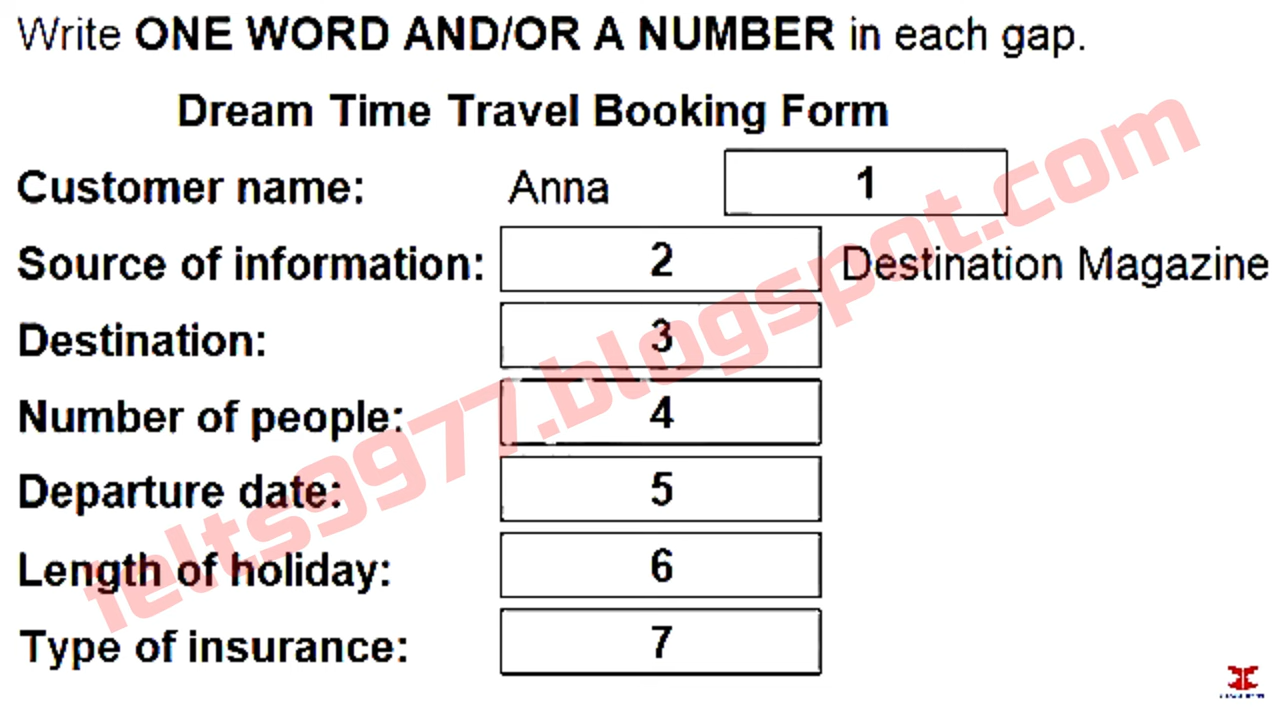 Write ONE WORD AND/OR A NUMBER in each gap.
Dream Time Travel Booking Form
Customer name: Anna 1
Source of information: 2 Destination Magazine
Destination: 3
Number of people: 4
Departure date: 5
Length of holiday: 6
Type of insurance: 7
ielts9977.blogspot.com